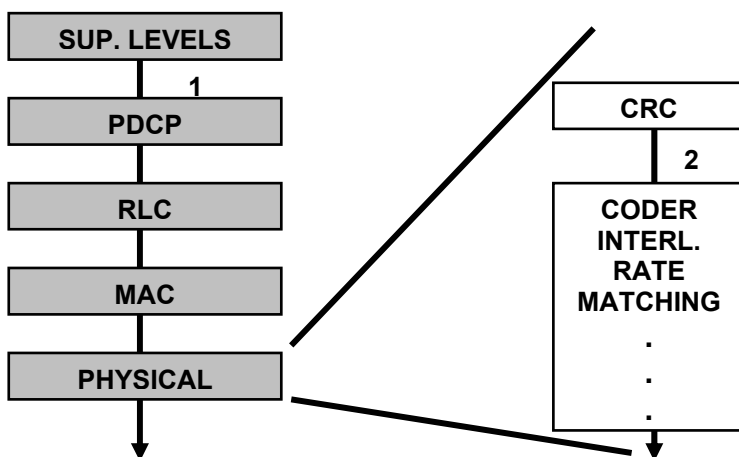 SUP. LEVELS
1
PDCP
RLC
MAC
PHYSICAL
CRC
2
CODER
INTERL.
RATE
MATCHING
.
.
.